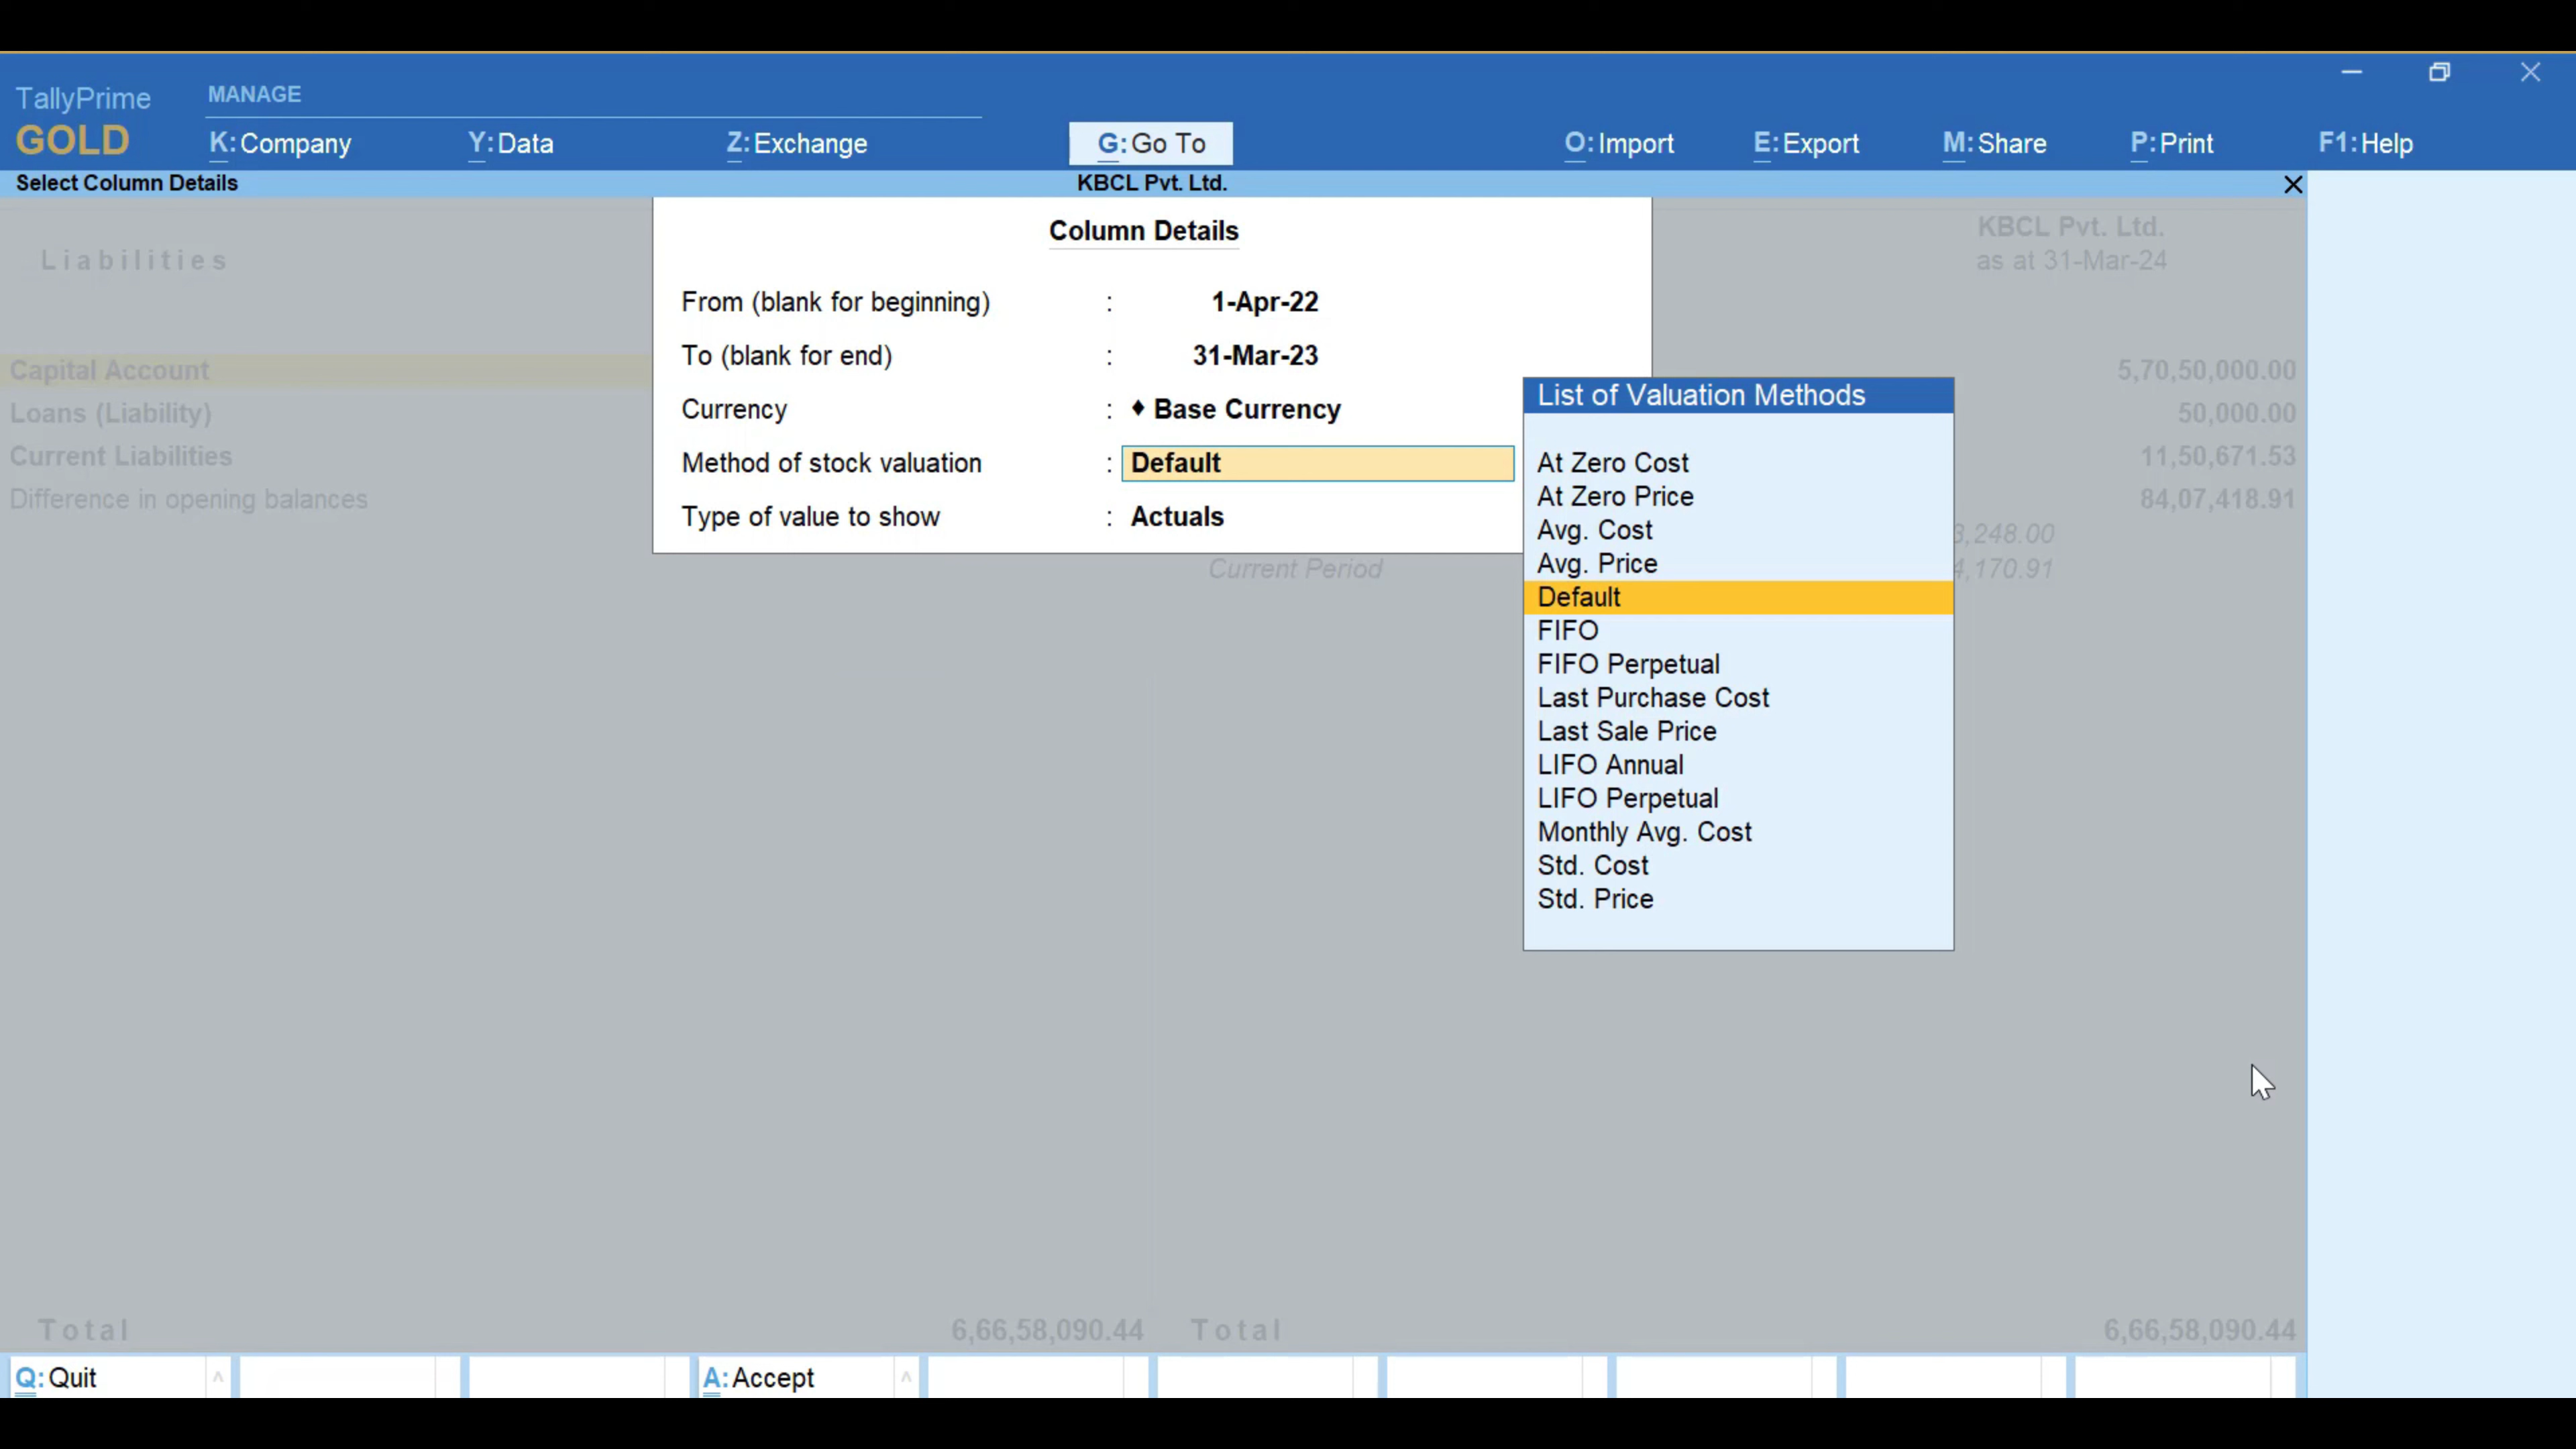 TallyPrime
GOLD
MANAGE
K: Company
Y: Data
Z: Exchange
G: Go To
O: Import
E: Export
M: Share
P: Print
F1: Help
Select Column Details
KBCL Pvt. Ltd.
Column Details
From (blank for beginning) : 1-Apr-22
To (blank for end) : 31-Mar-23
Currency : ♦ Base Currency
Method of stock valuation : Default
Type of value to show : Actuals
List of Valuation Methods
At Zero Cost
At Zero Price
Avg. Cost
Avg. Price
Default
FIFO
FIFO Perpetual
Last Purchase Cost
Last Sale Price
LIFO Annual
LIFO Perpetual
Monthly Avg. Cost
Std. Cost
Std. Price
Liabilities
KBCL Pvt. Ltd.
as at 31-Mar-24
Capital Account
5,70,50,000.00
Loans (Liability)
50,000.00
Current Liabilities
11,50,671.53
Difference in opening balances
84,07,418.91
,248.00
Current Period
,170.91
Total 6,66,58,090.44
Total 6,66,58,090.44
Q: Quit
A: Accept